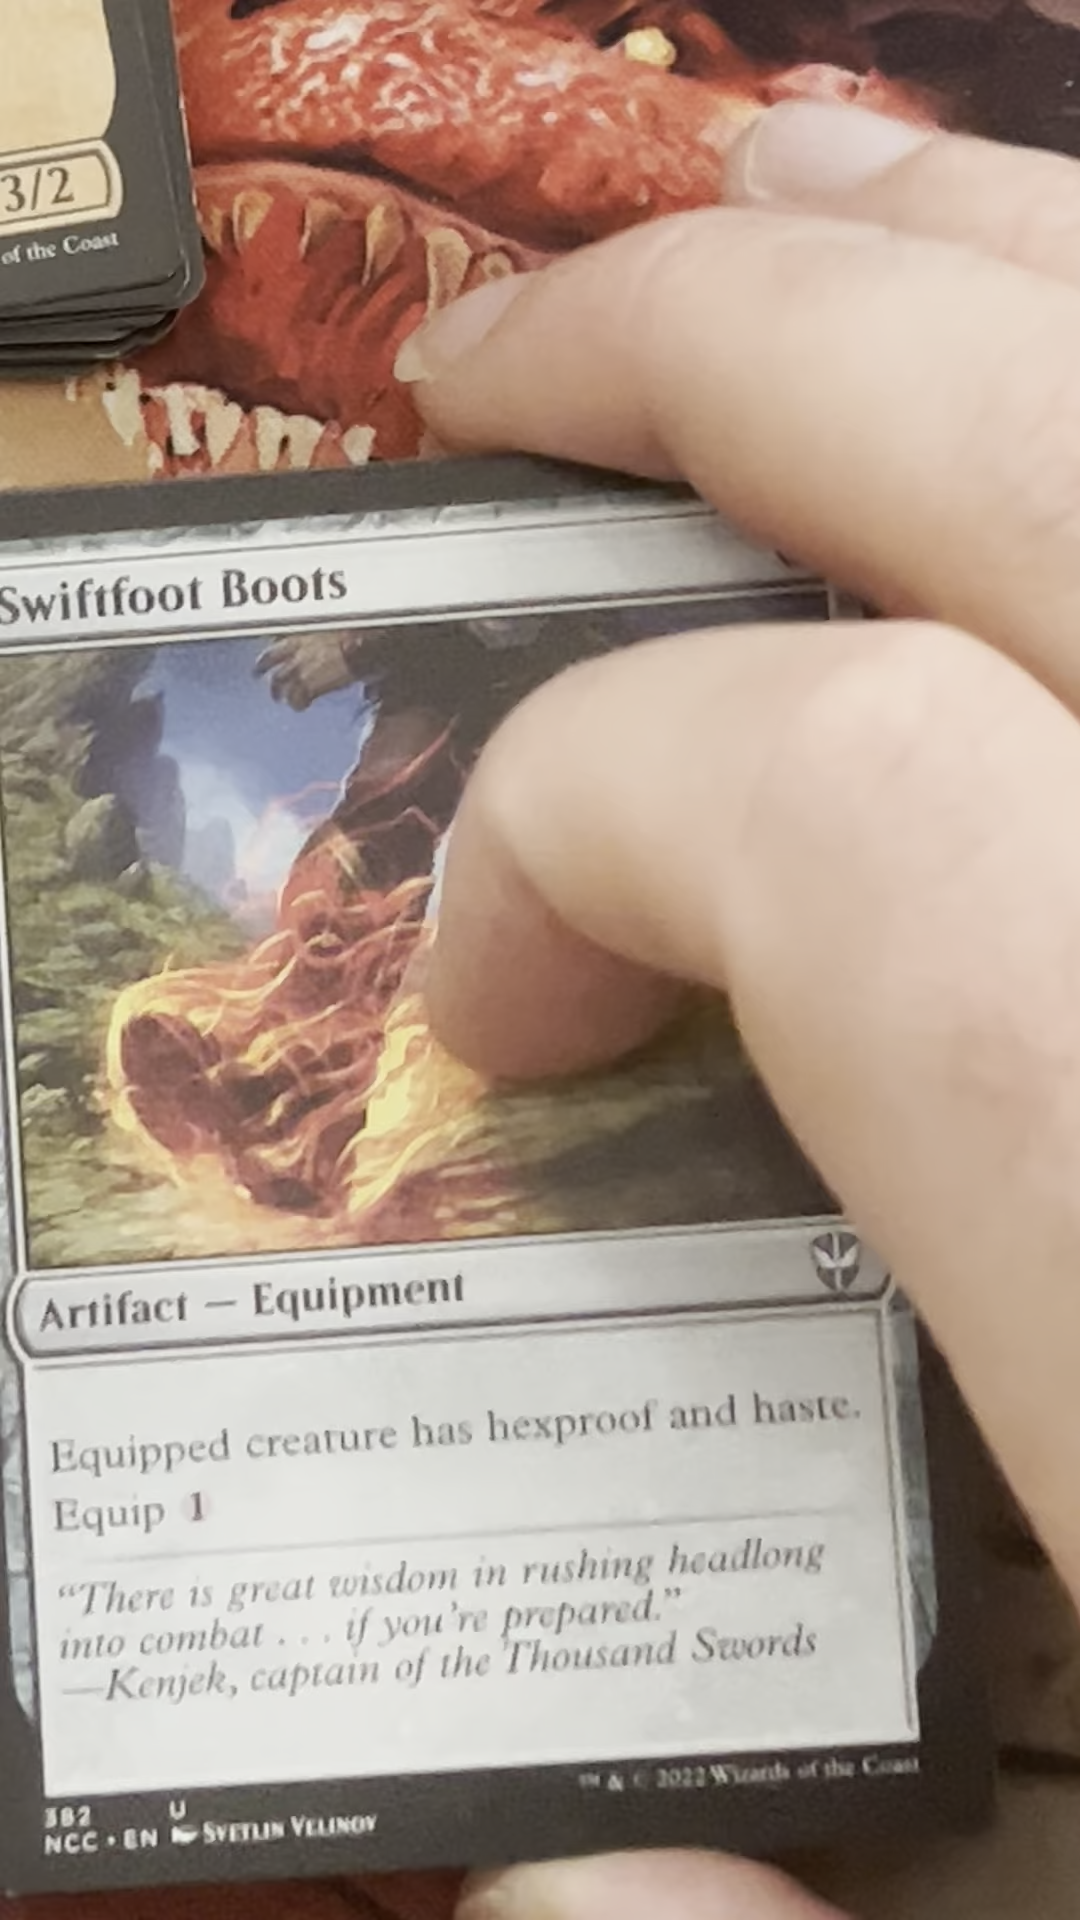 3/2
of the Coast
Swiftfoot Boots
Artifact — Equipment
Equipped creature has hexproof and haste.
Equip 1
“There is great wisdom in rushing headlong
into combat . . . if you’re prepared.”
—Kenjek, captain of the Thousand Swords
™ & © 2022 Wizards of the Coast
382 U
NCC • EN SVETLIN VELINOV